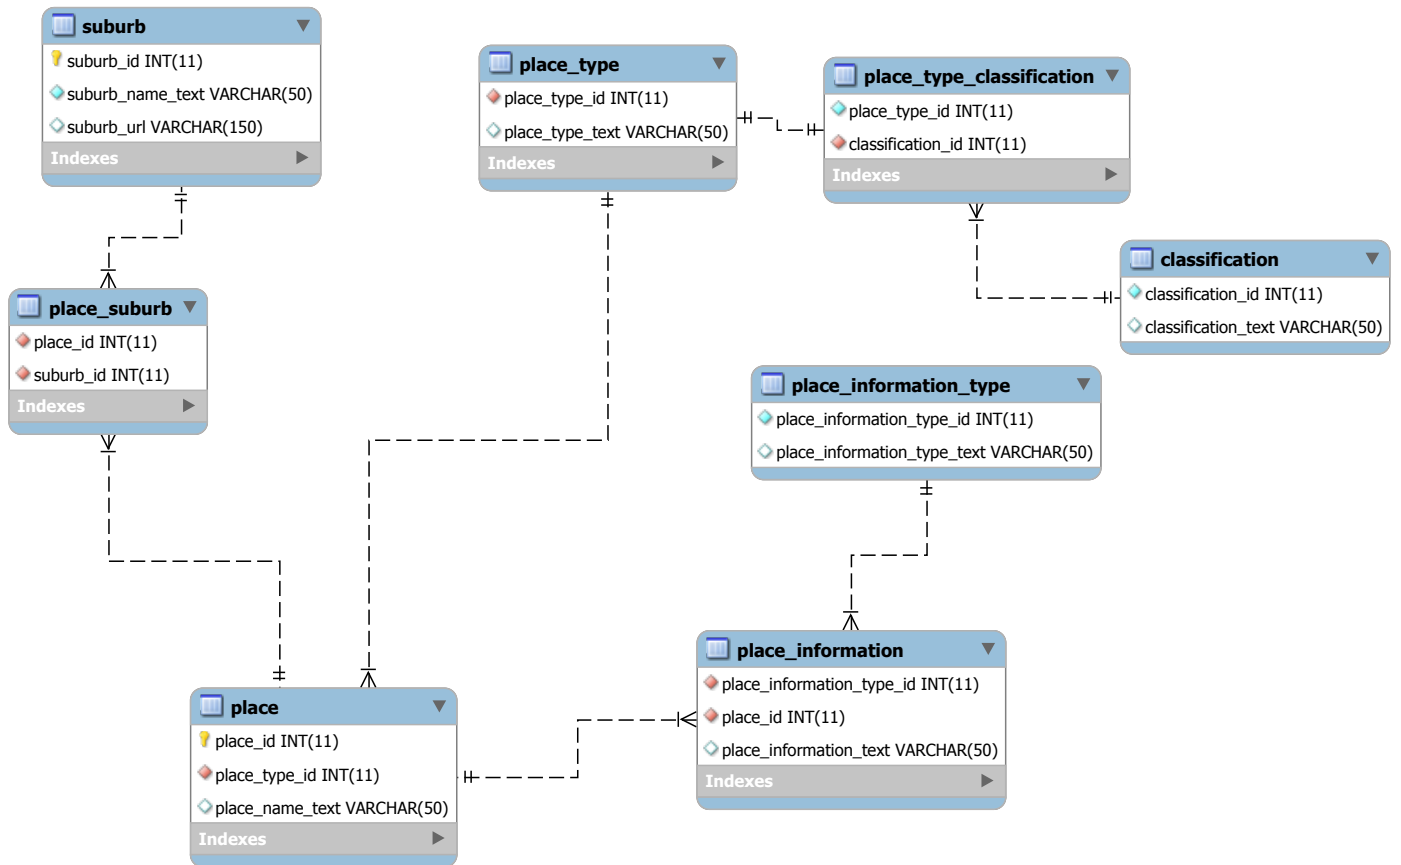 suburb
suburb_id INT(11)
suburb_name_text VARCHAR(50)
suburb_url VARCHAR(150)
Indexes
place_type
place_type_id INT(11)
place_type_text VARCHAR(50)
Indexes
place_type_classification
place_type_id INT(11)
classification_id INT(11)
Indexes
classification
classification_id INT(11)
classification_text VARCHAR(50)
place_suburb
place_id INT(11)
suburb_id INT(11)
Indexes
place_information_type
place_information_type_id INT(11)
place_information_type_text VARCHAR(50)
place_information
place_information_type_id INT(11)
place_id INT(11)
place_information_text VARCHAR(50)
Indexes
place
place_id INT(11)
place_type_id INT(11)
place_name_text VARCHAR(50)
Indexes